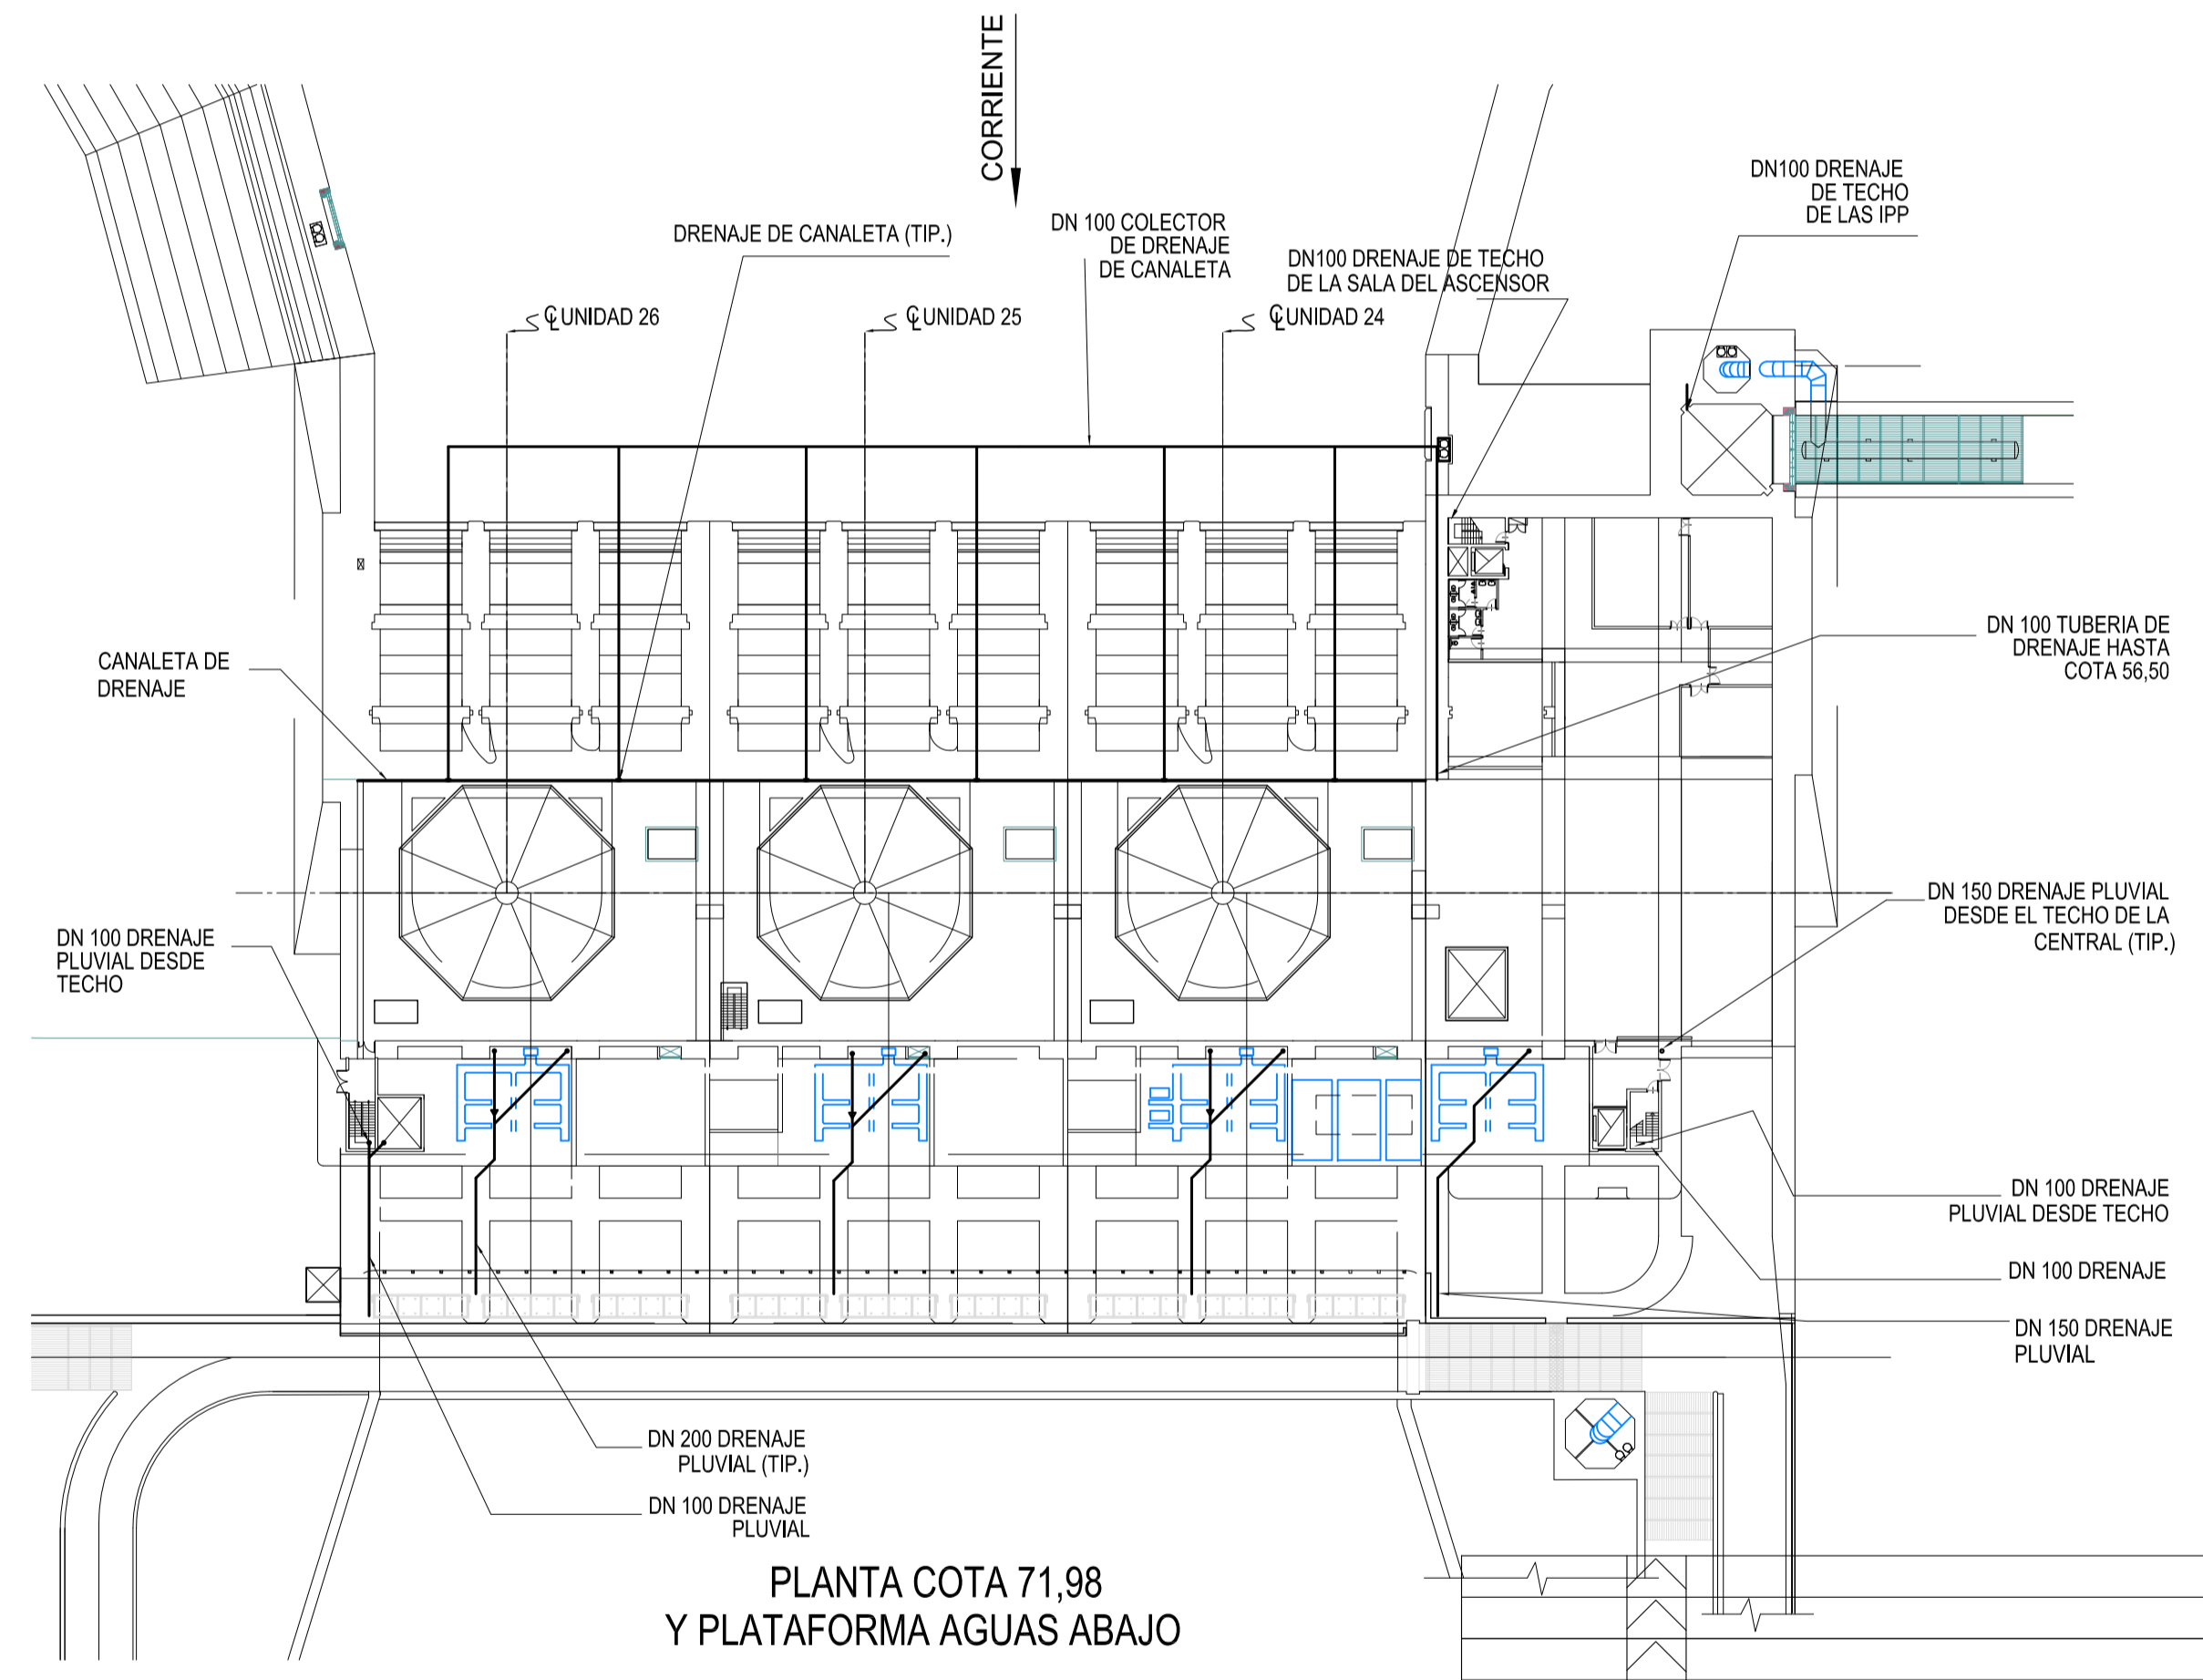 CORRIENTE
DN100 DRENAJE
DE TECHO
DE LAS IPP
DRENAJE DE CANALETA (TIP.)
DN 100 COLECTOR
DE DRENAJE
DE CANALETA
DN100 DRENAJE DE TECHO
DE LA SALA DEL ASCENSOR
℄ UNIDAD 26
℄ UNIDAD 25
℄ UNIDAD 24
CANALETA DE
DRENAJE
DN 100 TUBERIA DE
DRENAJE HASTA
COTA 56,50
DN 100 DRENAJE
PLUVIAL DESDE
TECHO
DN 150 DRENAJE PLUVIAL
DESDE EL TECHO DE LA
CENTRAL (TIP.)
DN 100 DRENAJE
PLUVIAL DESDE TECHO
DN 100 DRENAJE
DN 150 DRENAJE
PLUVIAL
DN 200 DRENAJE
PLUVIAL (TIP.)
DN 100 DRENAJE
PLUVIAL
PLANTA COTA 71,98
Y PLATAFORMA AGUAS ABAJO